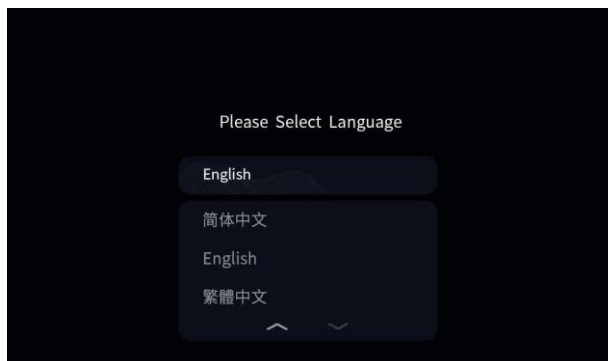 Please Select Language
English
简体中文
English
繁體中文